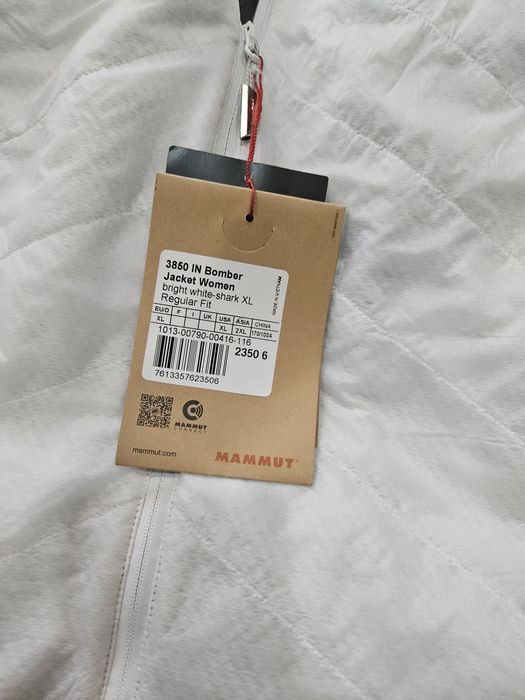 3850 IN Bomber
Jacket Women
bright white-shark XL
Regular Fit
MADE IN VIETNAM
EU/D F I UK USA ASIA CHINA
XL XL 2XL 170/100A
1013-00790-00416-116
2350 6
7613357623506
MAMMUT
CONNECT
mammut.com
MAMMUT